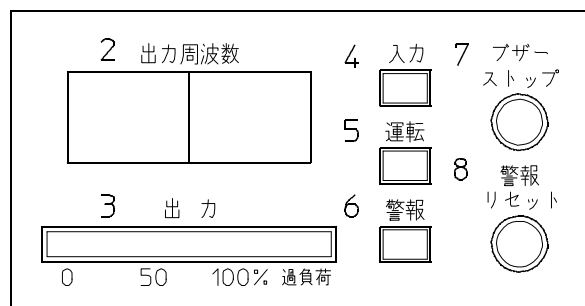 2 出力周波数
3 出 力
0 50 100% 過負荷
4 入力
5 運転
6 警報
7 ブザー
ストップ
8 警報
リセット